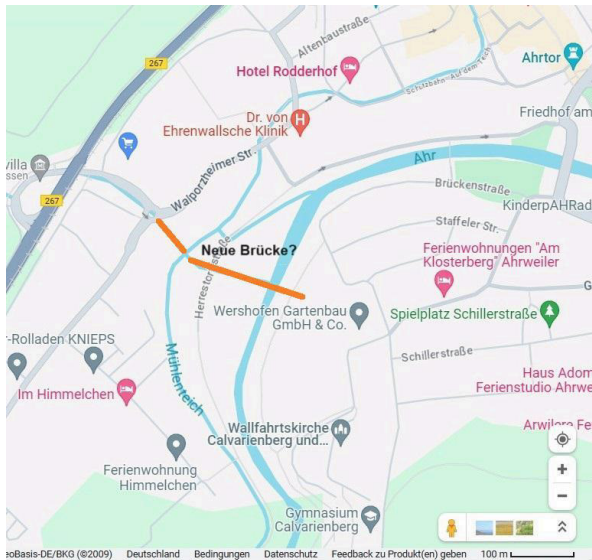 Altenbaustraße
267
Hotel Rodderhof
Schützbahn-Auf dem Teich
Ahrtor
Dr. von
Ehrenwallsche Klinik
Friedhof am
villa
ssen
Walporzheimer Str.
Ahr
Brückenstraße
KinderpAHRad
267
Staffeler Str.
Neue Brücke?
Ferienwohnungen "Am
Klosterberg" Ahrweiler
Herrestorfstraße
Wershofen Gartenbau
GmbH & Co.
Spielplatz Schillerstraße
G
r-Rolladen KNIEPS
Schillerstraße
Mühlenteich
Haus Adom
Ferienstudio Ahrwe
Im Himmelchen
Wallfahrtskirche
Calvarienberg und...
Arwilere Fe
Ferienwohnung
Himmelchen
Gymnasium
Calvarienberg
eoBasis-DE/BKG (©2009) Deutschland Bedingungen Datenschutz Feedback zu Produkt(en) geben 100 m